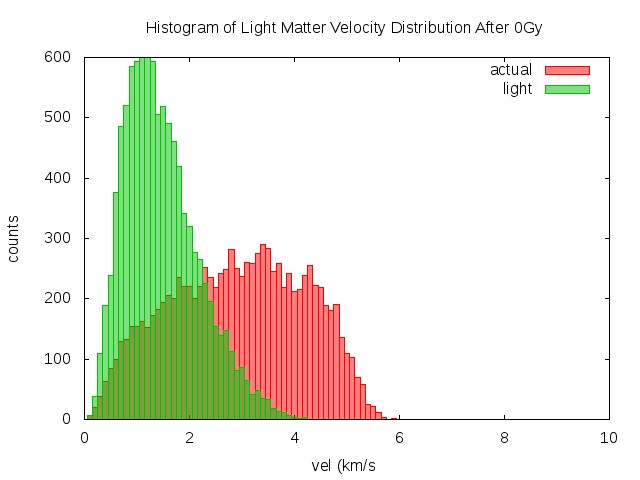 Histogram of Light Matter Velocity Distribution After 0Gy
600
500
400
300
200
100
0
counts
actual
light
0 2 4 6 8 10
vel (km/s